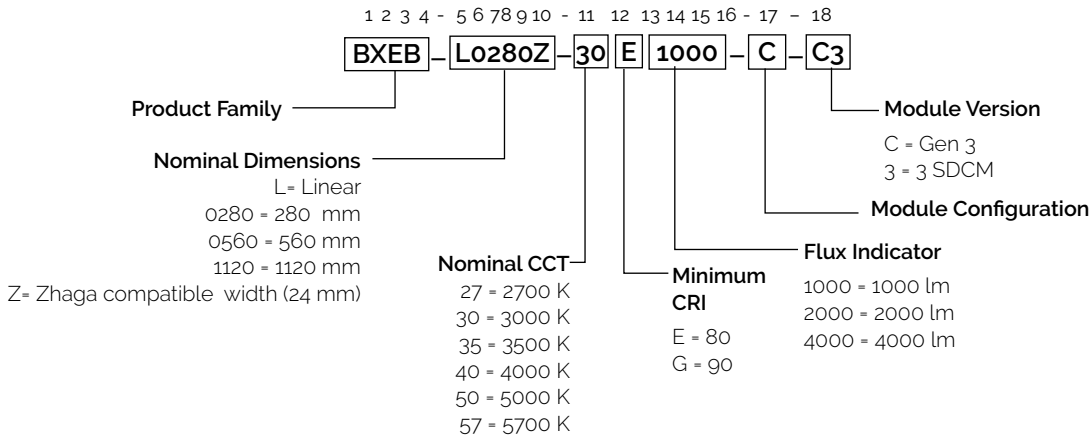 1 2 3 4 - 5 6 7 8 9 10 - 11 12 13 14 15 16 - 17 – 18
BXEB – L0280Z – 30 E 1000 – C – C3
Product Family
Nominal Dimensions
L= Linear
0280 = 280 mm
0560 = 560 mm
1120 = 1120 mm
Z= Zhaga compatible width (24 mm)
Nominal CCT
27 = 2700 K
30 = 3000 K
35 = 3500 K
40 = 4000 K
50 = 5000 K
57 = 5700 K
Minimum
CRI
E = 80
G = 90
Flux Indicator
1000 = 1000 lm
2000 = 2000 lm
4000 = 4000 lm
Module Configuration
Module Version
C = Gen 3
3 = 3 SDCM